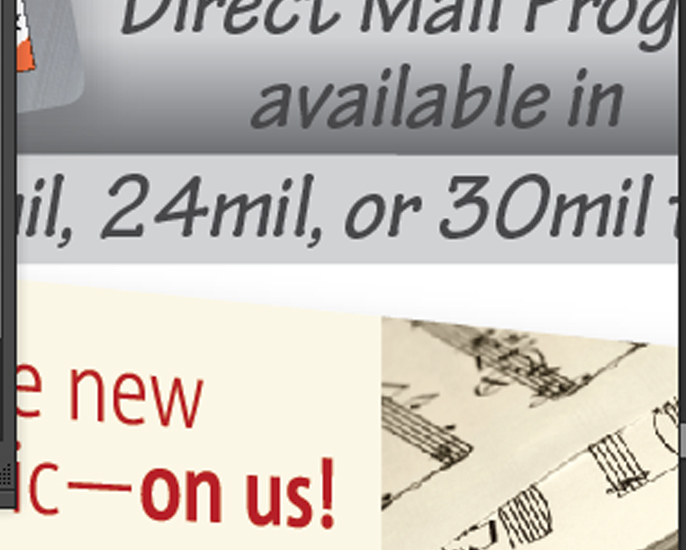 Direct Mail Prog
available in
il, 24mil, or 30mil t
e new
ic—on us!